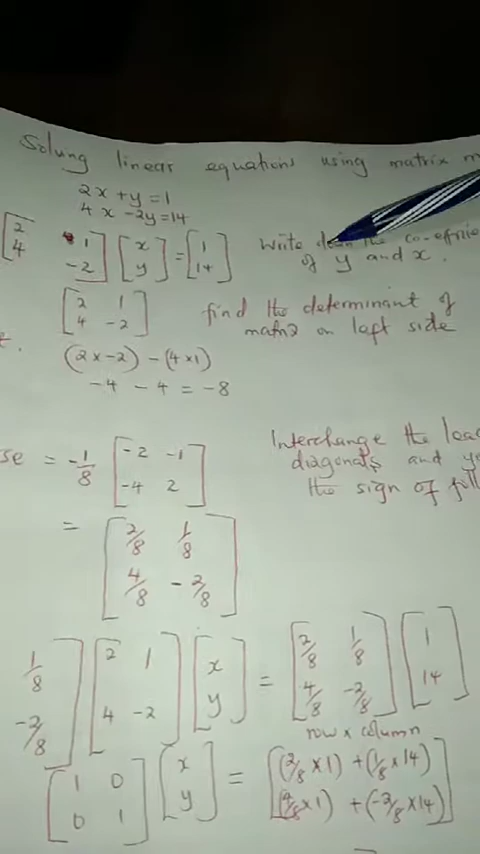 Solving linear equations using matrix m
2x + y = 1
4x - 2y = 14
[2 1; 4 -2] [x; y] = [1; 14] Write down the co-efficie
of y and x.
[2 1; 4 -2] find the determinant of
on left side
(2x-2) - (4x1)
-4 - 4 = -8
se = -1/8 [-2 -1; -4 2] Interchange the lea
diagonals and
the sign of
= [2/8 1/8; 4/8 -2/8]
1/8; -2/8] [2 1; 4 -2] [x; y] = [2/8 1/8; 4/8 -2/8] [1; 14]
row x column
[1 0; 0 1] [x; y] = [(2/8 x 1) + (1/8 x 14); (4/8 x 1) + (-2/8 x 14)]